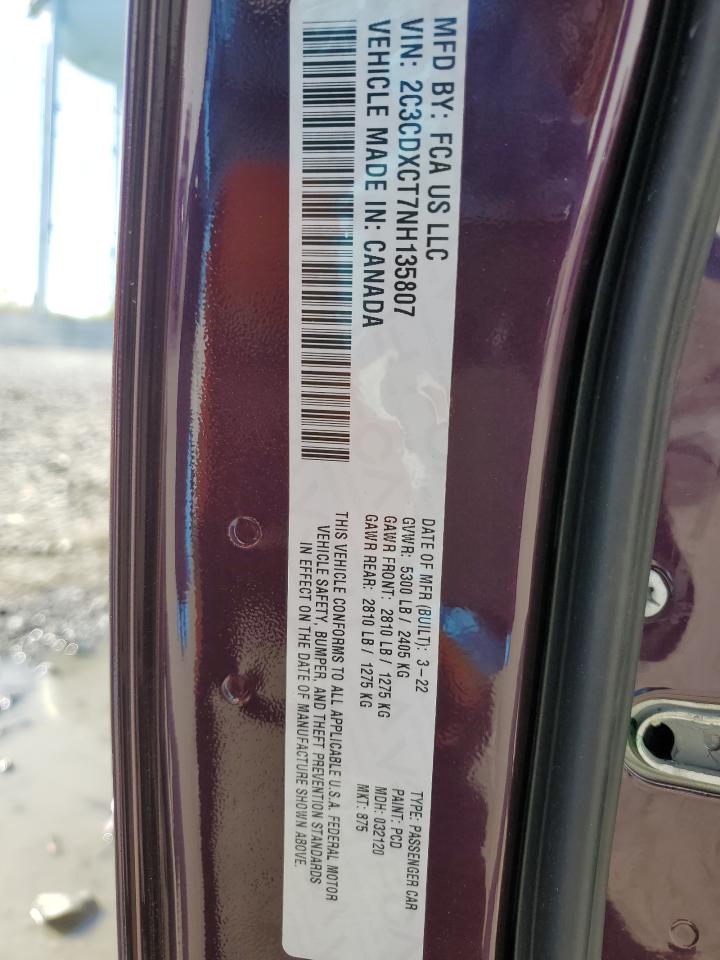 MFD BY: FCA US LLC
VIN: 2C3CDXCT7NH135807
VEHICLE MADE IN: CANADA
DATE OF MFR (BUILT): 3-22
GVWR: 5300 LB / 2405 KG
GAWR FRONT: 2810 LB / 1275 KG
GAWR REAR: 2810 LB / 1275 KG
THIS VEHICLE CONFORMS TO ALL APPLICABLE U.S.A. FEDERAL MOTOR
VEHICLE SAFETY, BUMPER, AND THEFT PREVENTION STANDARDS
IN EFFECT ON THE DATE OF MANUFACTURE SHOWN ABOVE.
TYPE: PASSENGER CAR
PAINT: PCD
MDH: 032120
MKT: 875